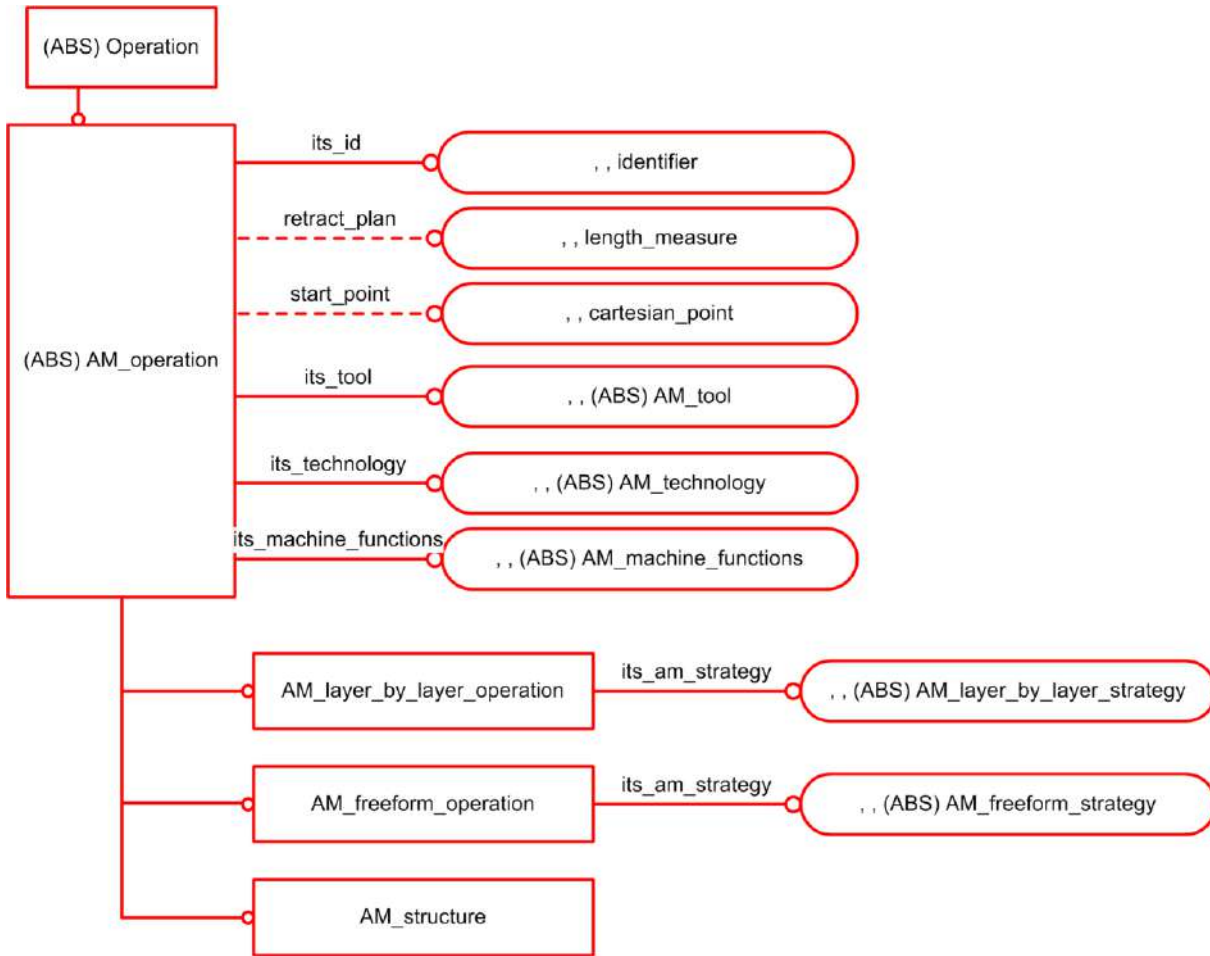 (ABS) Operation
its_id
, , identifier
retract_plan
, , length_measure
start_point
, , cartesian_point
(ABS) AM_operation
its_tool
, , (ABS) AM_tool
its_technology
, , (ABS) AM_technology
its_machine_functions
, , (ABS) AM_machine_functions
AM_layer_by_layer_operation
its_am_strategy
, , (ABS) AM_layer_by_layer_strategy
AM_freeform_operation
its_am_strategy
, , (ABS) AM_freeform_strategy
AM_structure